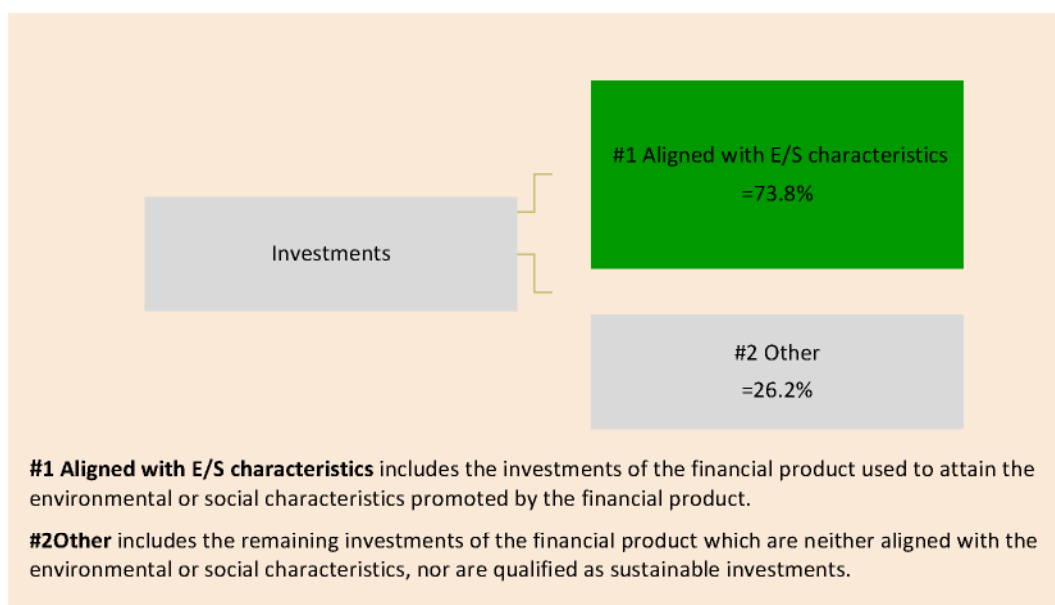 #1 Aligned with E/S characteristics
=73.8%
Investments
#2 Other
=26.2%
#1 Aligned with E/S characteristics includes the investments of the financial product used to attain the
environmental or social characteristics promoted by the financial product.
#2Other includes the remaining investments of the financial product which are neither aligned with the
environmental or social characteristics, nor are qualified as sustainable investments.